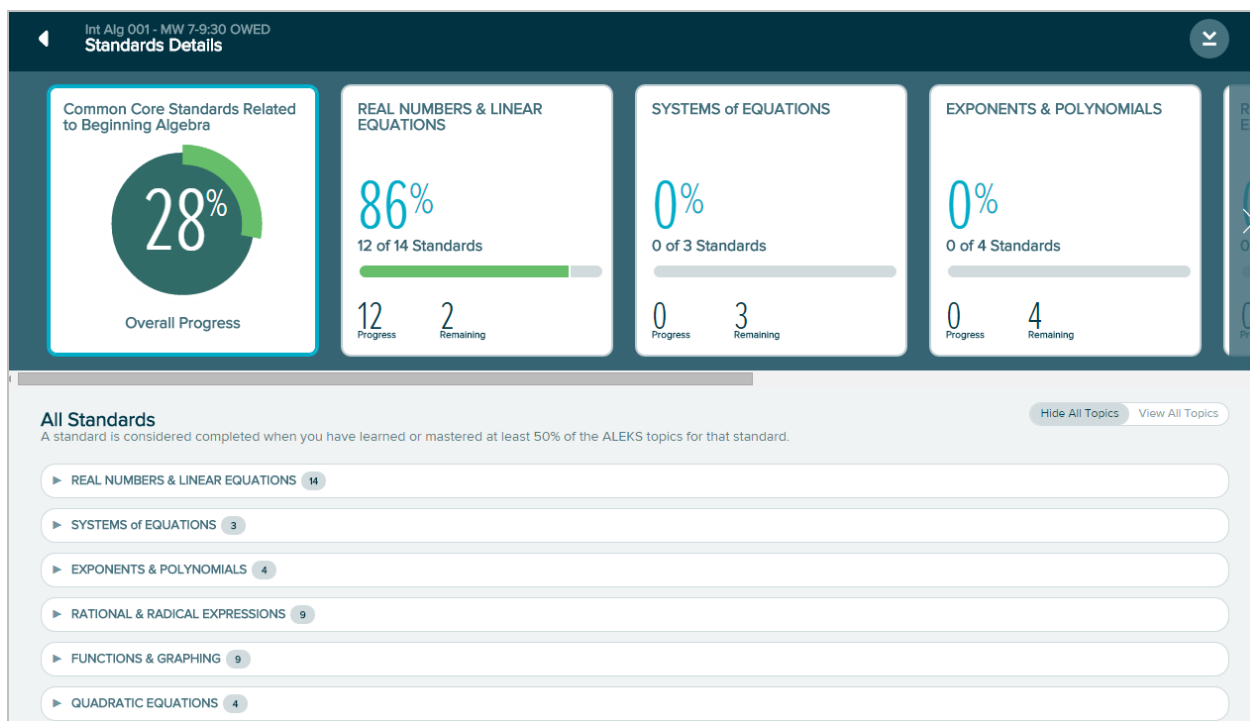 Int Alg 001 - MW 7-9:30 OWED
Standards Details
Common Core Standards Related
to Beginning Algebra
28%
Overall Progress
REAL NUMBERS & LINEAR
EQUATIONS
86%
12 of 14 Standards
12 2
Progress Remaining
SYSTEMS of EQUATIONS
0%
0 of 3 Standards
0 3
Progress Remaining
EXPONENTS & POLYNOMIALS
0%
0 of 4 Standards
0 4
Progress Remaining
All Standards
Hide All Topics View All Topics
A standard is considered completed when you have learned or mastered at least 50% of the ALEKS topics for that standard.
REAL NUMBERS & LINEAR EQUATIONS 14
SYSTEMS of EQUATIONS 3
EXPONENTS & POLYNOMIALS 4
RATIONAL & RADICAL EXPRESSIONS 9
FUNCTIONS & GRAPHING 9
QUADRATIC EQUATIONS 4